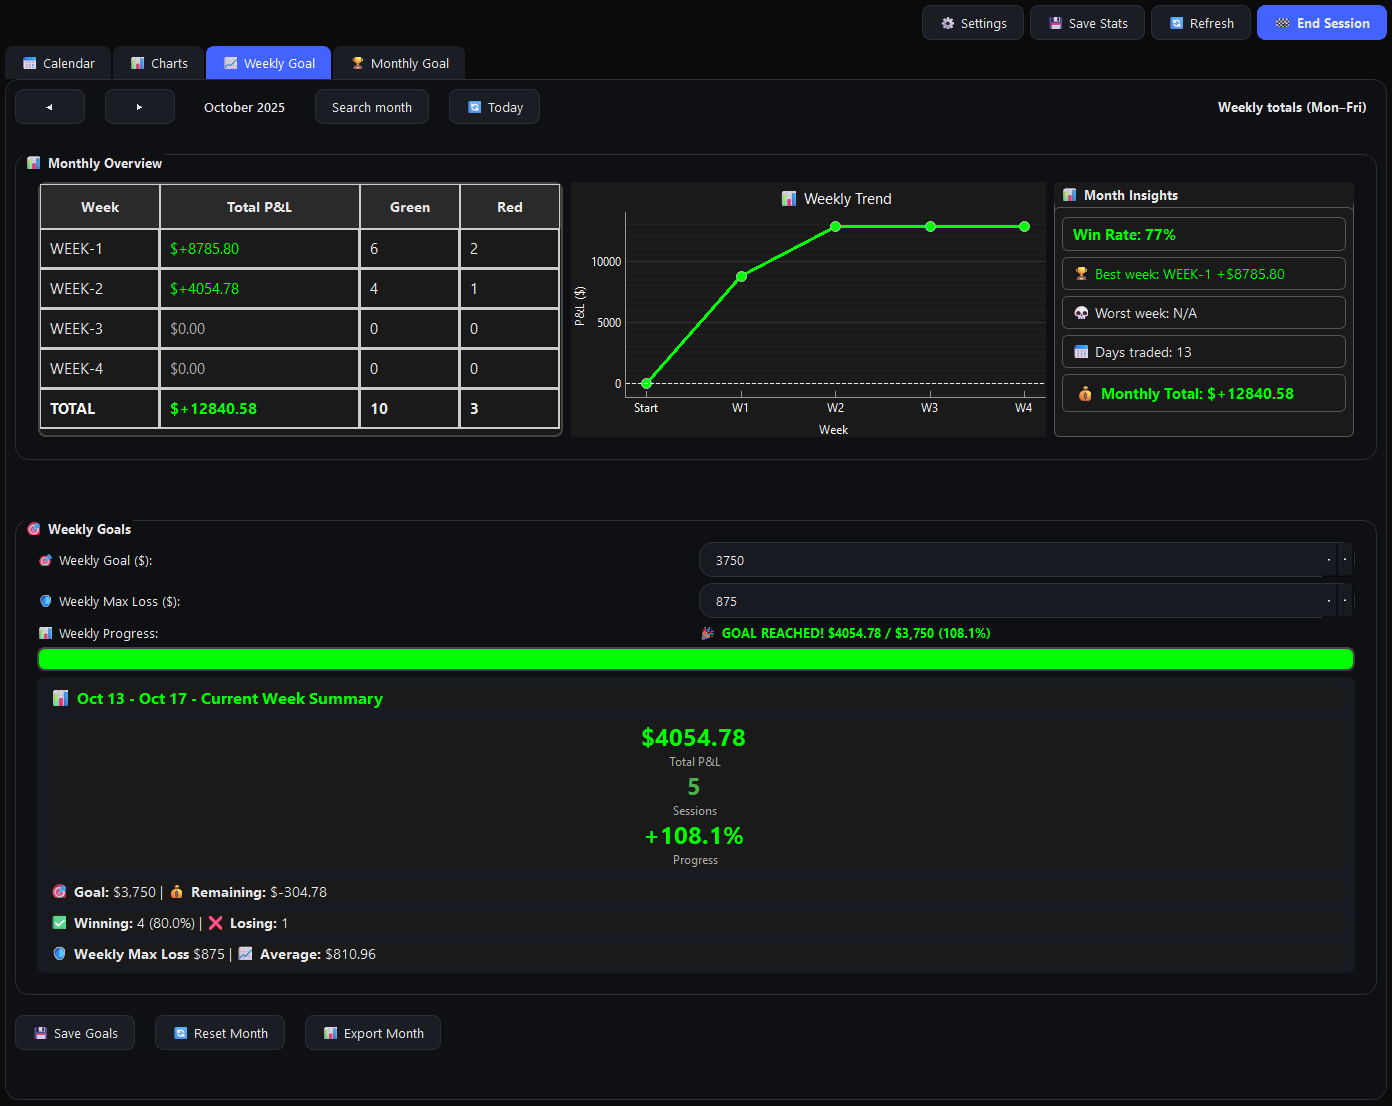 Settings
Save Stats
Refresh
End Session
Calendar
Charts
Weekly Goal
Monthly Goal
October 2025
Search month
Today
Weekly totals (Mon–Fri)
Monthly Overview
Week Total P&L Green Red
WEEK-1 $+8785.80 6 2
WEEK-2 $+4054.78 4 1
WEEK-3 $0.00 0 0
WEEK-4 $0.00 0 0
TOTAL $+12840.58 10 3
Weekly Trend
P&L ($)
10000
5000
0
Start W1 W2 W3 W4
Week
Month Insights
Win Rate: 77%
Best week: WEEK-1 +$8785.80
Worst week: N/A
Days traded: 13
Monthly Total: $+12840.58
Weekly Goals
Weekly Goal ($): 3750
Weekly Max Loss ($): 875
Weekly Progress: GOAL REACHED! $4054.78 / $3,750 (108.1%)
Oct 13 - Oct 17 - Current Week Summary
$4054.78
Total P&L
5
Sessions
+108.1%
Progress
Goal: $3,750 | Remaining: $-304.78
Winning: 4 (80.0%) | Losing: 1
Weekly Max Loss $875 | Average: $810.96
Save Goals
Reset Month
Export Month